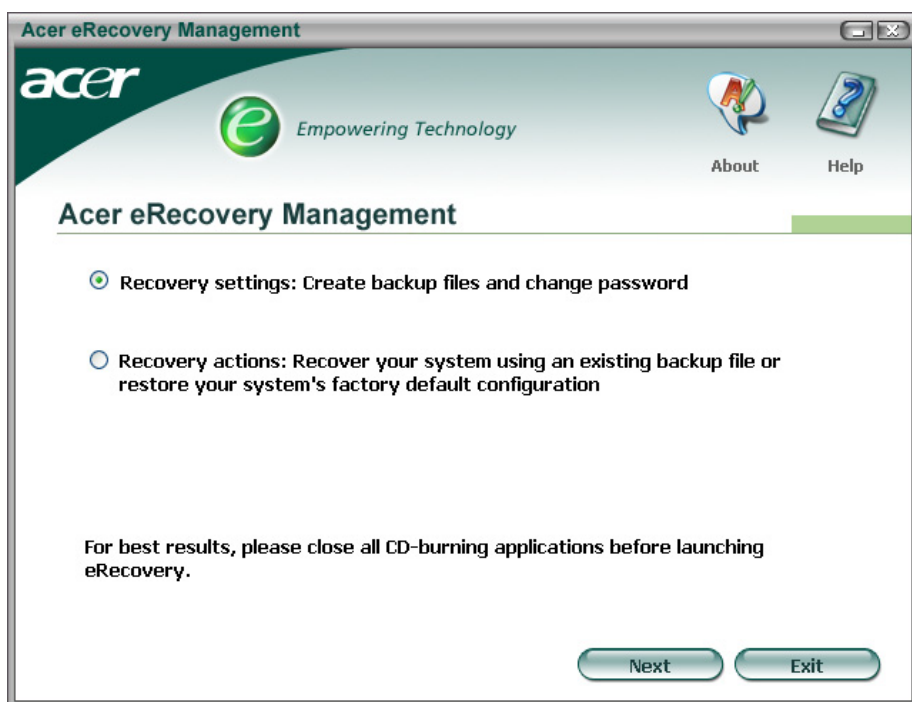 Acer eRecovery Management
acer
e Empowering Technology
About Help
Acer eRecovery Management
Recovery settings: Create backup files and change password
Recovery actions: Recover your system using an existing backup file or
restore your system's factory default configuration
For best results, please close all CD-burning applications before launching
eRecovery.
Next Exit